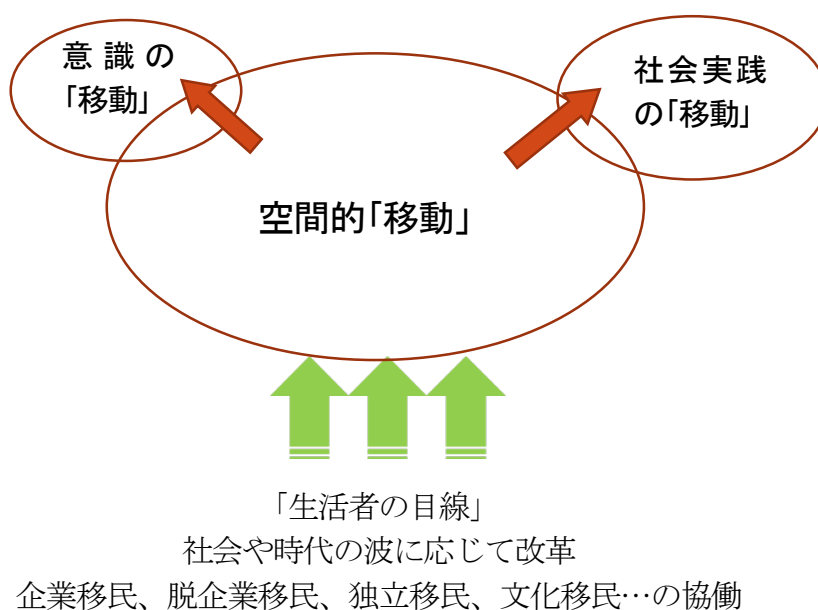 意識の
「移動」
社会実践
の「移動」
空間的「移動」
「生活者の目線」
社会や時代の波に応じて改革
企業移民、脱企業移民、独立移民、文化移民…の協働